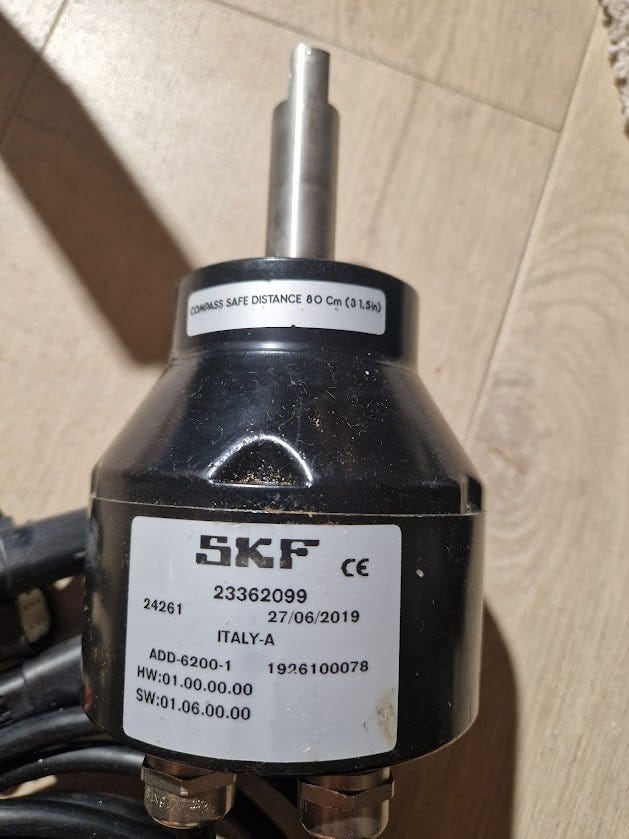 COMPASS SAFE DISTANCE 80 Cm (31.5in)
SKF CE
23362099
24261 27/06/2019
ITALY-A
ADD-6200-1 1926100078
HW:01.00.00.00
SW:01.06.00.00